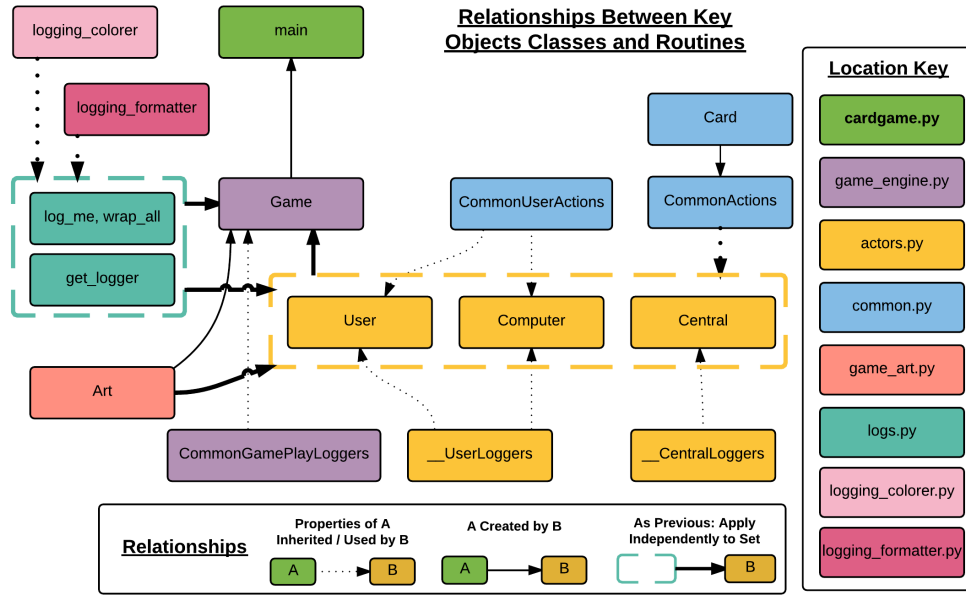 Relationships Between Key
Objects Classes and Routines
logging_colorer
main
logging_formatter
Card
log_me, wrap_all
Game
CommonUserActions
CommonActions
get_logger
User
Computer
Central
Art
CommonGamePlayLoggers
__UserLoggers
__CentralLoggers
Location Key
cardgame.py
game_engine.py
actors.py
common.py
game_art.py
logs.py
logging_colorer.py
logging_formatter.py
Relationships
Properties of A
Inherited / Used by B
A
B
A Created by B
A
B
As Previous: Apply
Independently to Set
B